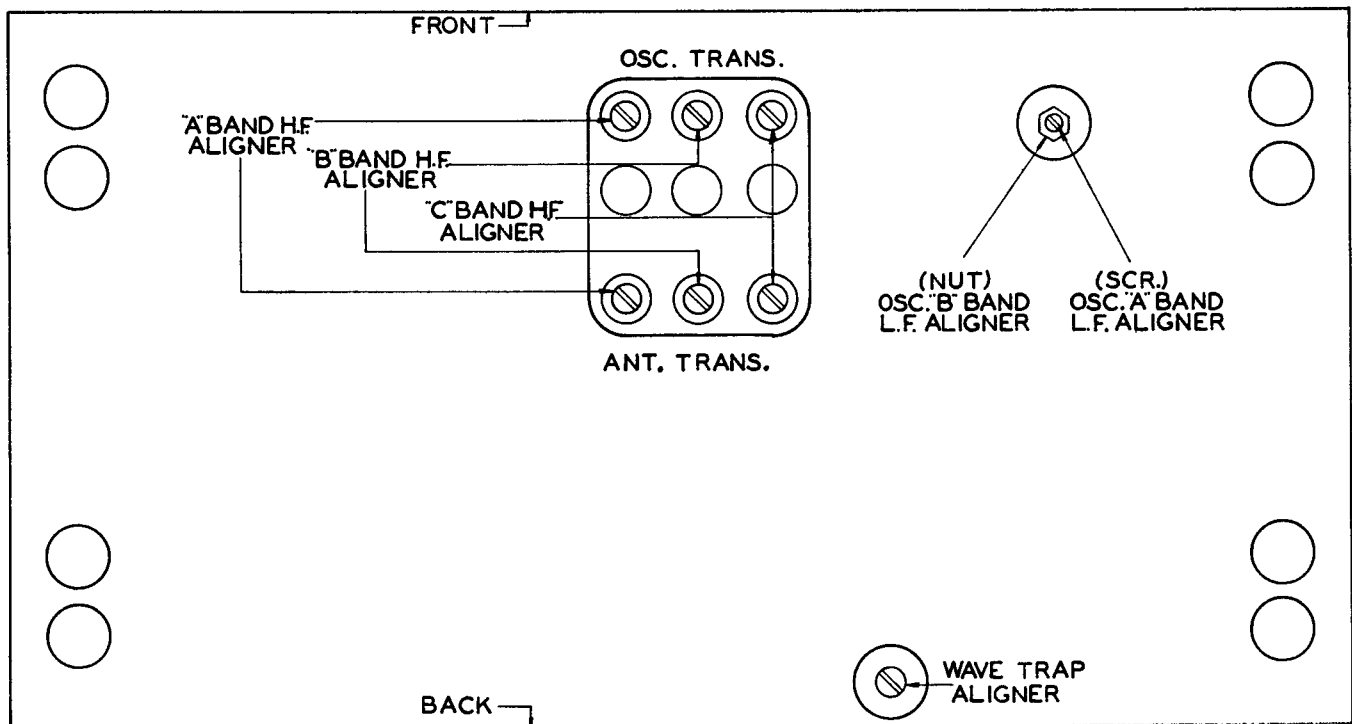 FRONT
OSC. TRANS.
"A" BAND H.F.
ALIGNER
"B" BAND H.F.
ALIGNER
"C" BAND H.F.
ALIGNER
ANT. TRANS.
(NUT)
OSC. "B" BAND
L.F. ALIGNER
(SCR.)
OSC. "A" BAND
L.F. ALIGNER
WAVE TRAP
ALIGNER
BACK